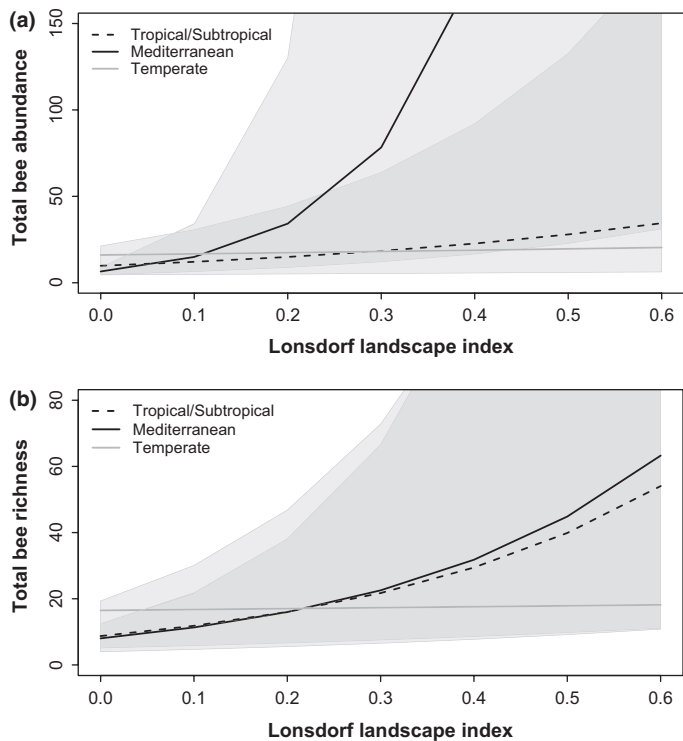 (a)
Tropical/Subtropical
Mediterranean
Temperate
Total bee abundance
150
100
50
0
0.0 0.1 0.2 0.3 0.4 0.5 0.6
Lonsdorf landscape index
(b)
Tropical/Subtropical
Mediterranean
Temperate
Total bee richness
80
60
40
20
0
0.0 0.1 0.2 0.3 0.4 0.5 0.6
Lonsdorf landscape index